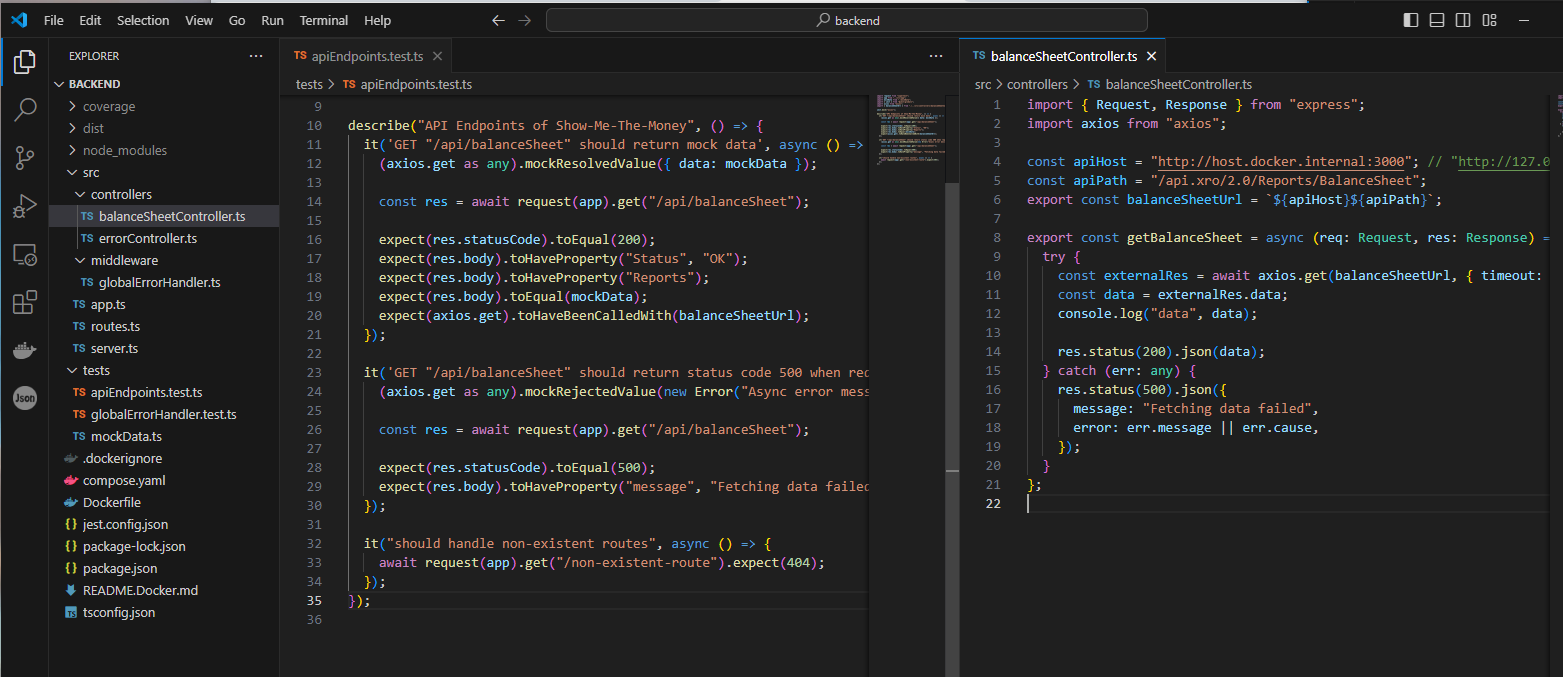 File Edit Selection View Go Run Terminal Help
backend
EXPLORER
BACKEND
coverage
dist
node_modules
src
controllers
TS balanceSheetController.ts
TS errorController.ts
middleware
TS globalErrorHandler.ts
TS app.ts
TS routes.ts
TS server.ts
tests
TS apiEndpoints.test.ts
TS globalErrorHandler.test.ts
TS mockData.ts
.dockerignore
compose.yaml
Dockerfile
{} jest.config.json
{} package-lock.json
{} package.json
README.Docker.md
TS tsconfig.json
Json
TS apiEndpoints.test.ts
tests > TS apiEndpoints.test.ts
9
10 describe("API Endpoints of Show-Me-The-Money", () => {
11 it('GET "/api/balanceSheet" should return mock data', async () =>
12 (axios.get as any).mockResolvedValue({ data: mockData });
13
14 const res = await request(app).get("/api/balanceSheet");
15
16 expect(res.statusCode).toEqual(200);
17 expect(res.body).toHaveProperty("Status", "OK");
18 expect(res.body).toHaveProperty("Reports");
19 expect(res.body).toEqual(mockData);
20 expect(axios.get).toHaveBeenCalledWith(balanceSheetUrl);
21 });
22
23 it('GET "/api/balanceSheet" should return status code 500 when rec
24 (axios.get as any).mockRejectedValue(new Error("Async error mess
25
26 const res = await request(app).get("/api/balanceSheet");
27
28 expect(res.statusCode).toEqual(500);
29 expect(res.body).toHaveProperty("message", "Fetching data failed
30 });
31
32 it("should handle non-existent routes", async () => {
33 await request(app).get("/non-existent-route").expect(404);
34 });
35 });
36
TS balanceSheetController.ts
src > controllers > TS balanceSheetController.ts
1 import { Request, Response } from "express";
2 import axios from "axios";
3
4 const apiHost = "http://host.docker.internal:3000"; // "http://127.0
5 const apiPath = "/api.xro/2.0/Reports/BalanceSheet";
6 export const balanceSheetUrl = `${apiHost}${apiPath}`;
7
8 export const getBalanceSheet = async (req: Request, res: Response) =
9 try {
10 const externalRes = await axios.get(balanceSheetUrl, { timeout:
11 const data = externalRes.data;
12 console.log("data", data);
13
14 res.status(200).json(data);
15 } catch (err: any) {
16 res.status(500).json({
17 message: "Fetching data failed",
18 error: err.message || err.cause,
19 });
20 }
21 };
22